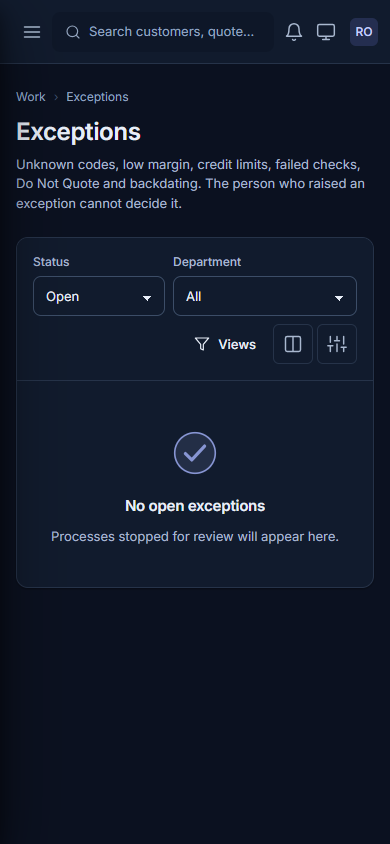 Search customers, quote...
RO
Work › Exceptions
Exceptions
Unknown codes, low margin, credit limits, failed checks,
Do Not Quote and backdating. The person who raised an
exception cannot decide it.
Status
Department
Open
All
Views
No open exceptions
Processes stopped for review will appear here.